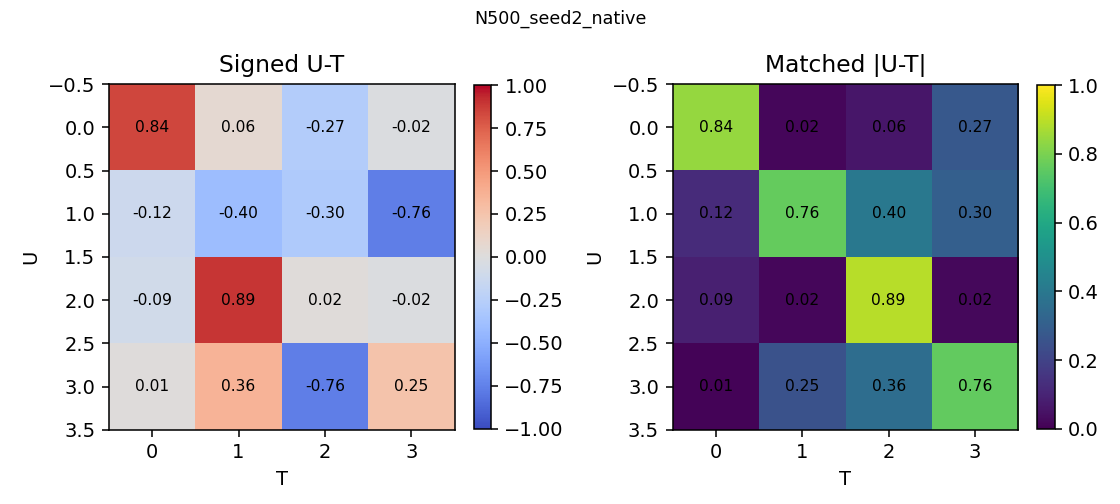 N500_seed2_native
Signed U-T
Matched |U-T|
−0.5
0.0
0.5
1.0
1.5
2.0
2.5
3.0
3.5
U
0.84 0.06 -0.27 -0.02
-0.12 -0.40 -0.30 -0.76
-0.09 0.89 0.02 -0.02
0.01 0.36 -0.76 0.25
0 1 2 3
T
1.00
0.75
0.50
0.25
0.00
−0.25
−0.50
−0.75
−1.00
−0.5
0.0
0.5
1.0
1.5
2.0
2.5
3.0
3.5
U
0.84 0.02 0.06 0.27
0.12 0.76 0.40 0.30
0.09 0.02 0.89 0.02
0.01 0.25 0.36 0.76
0 1 2 3
T
1.0
0.8
0.6
0.4
0.2
0.0